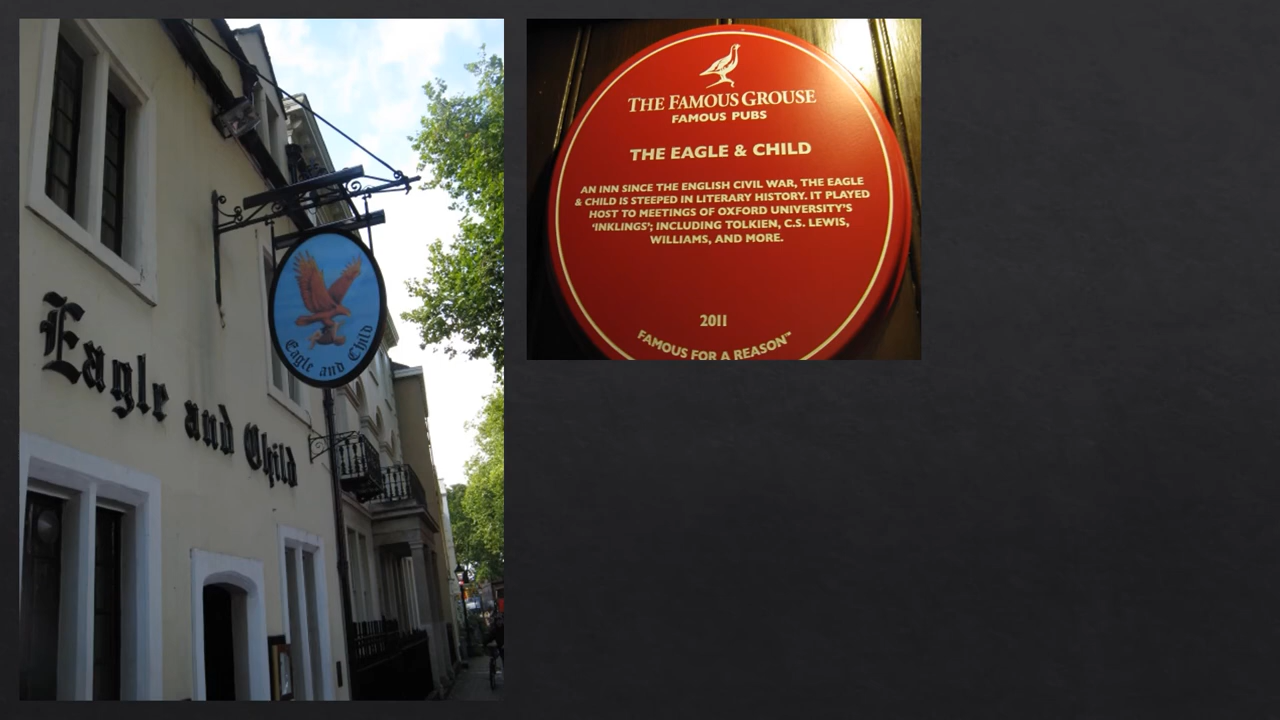 Eagle and Child
Eagle and Child
THE FAMOUS GROUSE
FAMOUS PUBS
THE EAGLE & CHILD
AN INN SINCE THE ENGLISH CIVIL WAR, THE EAGLE
& CHILD IS STEEPED IN LITERARY HISTORY. IT PLAYED
HOST TO MEETINGS OF OXFORD UNIVERSITY'S
'INKLINGS'; INCLUDING TOLKIEN, C.S. LEWIS,
WILLIAMS, AND MORE.
2011
FAMOUS FOR A REASON™